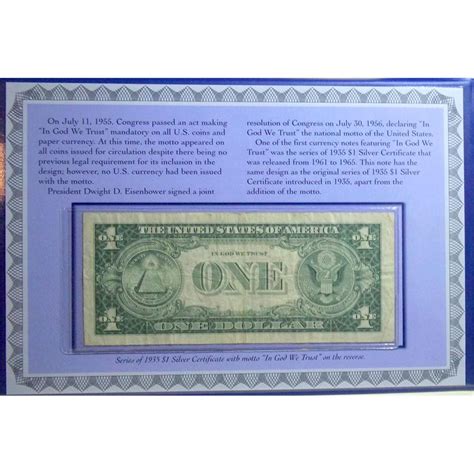 On July 11, 1955, Congress passed an act making
"In God We Trust" mandatory on all U.S. coins and
paper currency. At this time, the motto appeared on
all coins issued for circulation despite there being no
previous legal requirement for its inclusion in the
design; however, no U.S. currency had been
issued with the motto.
President Dwight D. Eisenhower signed a joint
resolution of Congress on July 30, 1956, declaring "In
God We Trust" the national motto of the United States.
One of the first currency notes featuring "In God We
Trust" was the series of 1935 $1 Silver Certificate that
was released from 1961 to 1965. This note has the
same design as the original series of 1935 $1 Silver
Certificate introduced in 1935, apart from the
addition of the motto.
1 THE UNITED STATES OF AMERICA 1
ONE ONE
IN GOD WE TRUST
ONE
1 ONE DOLLAR 1
Series of 1935 $1 Silver Certificate with motto "In God We Trust" on the reverse.